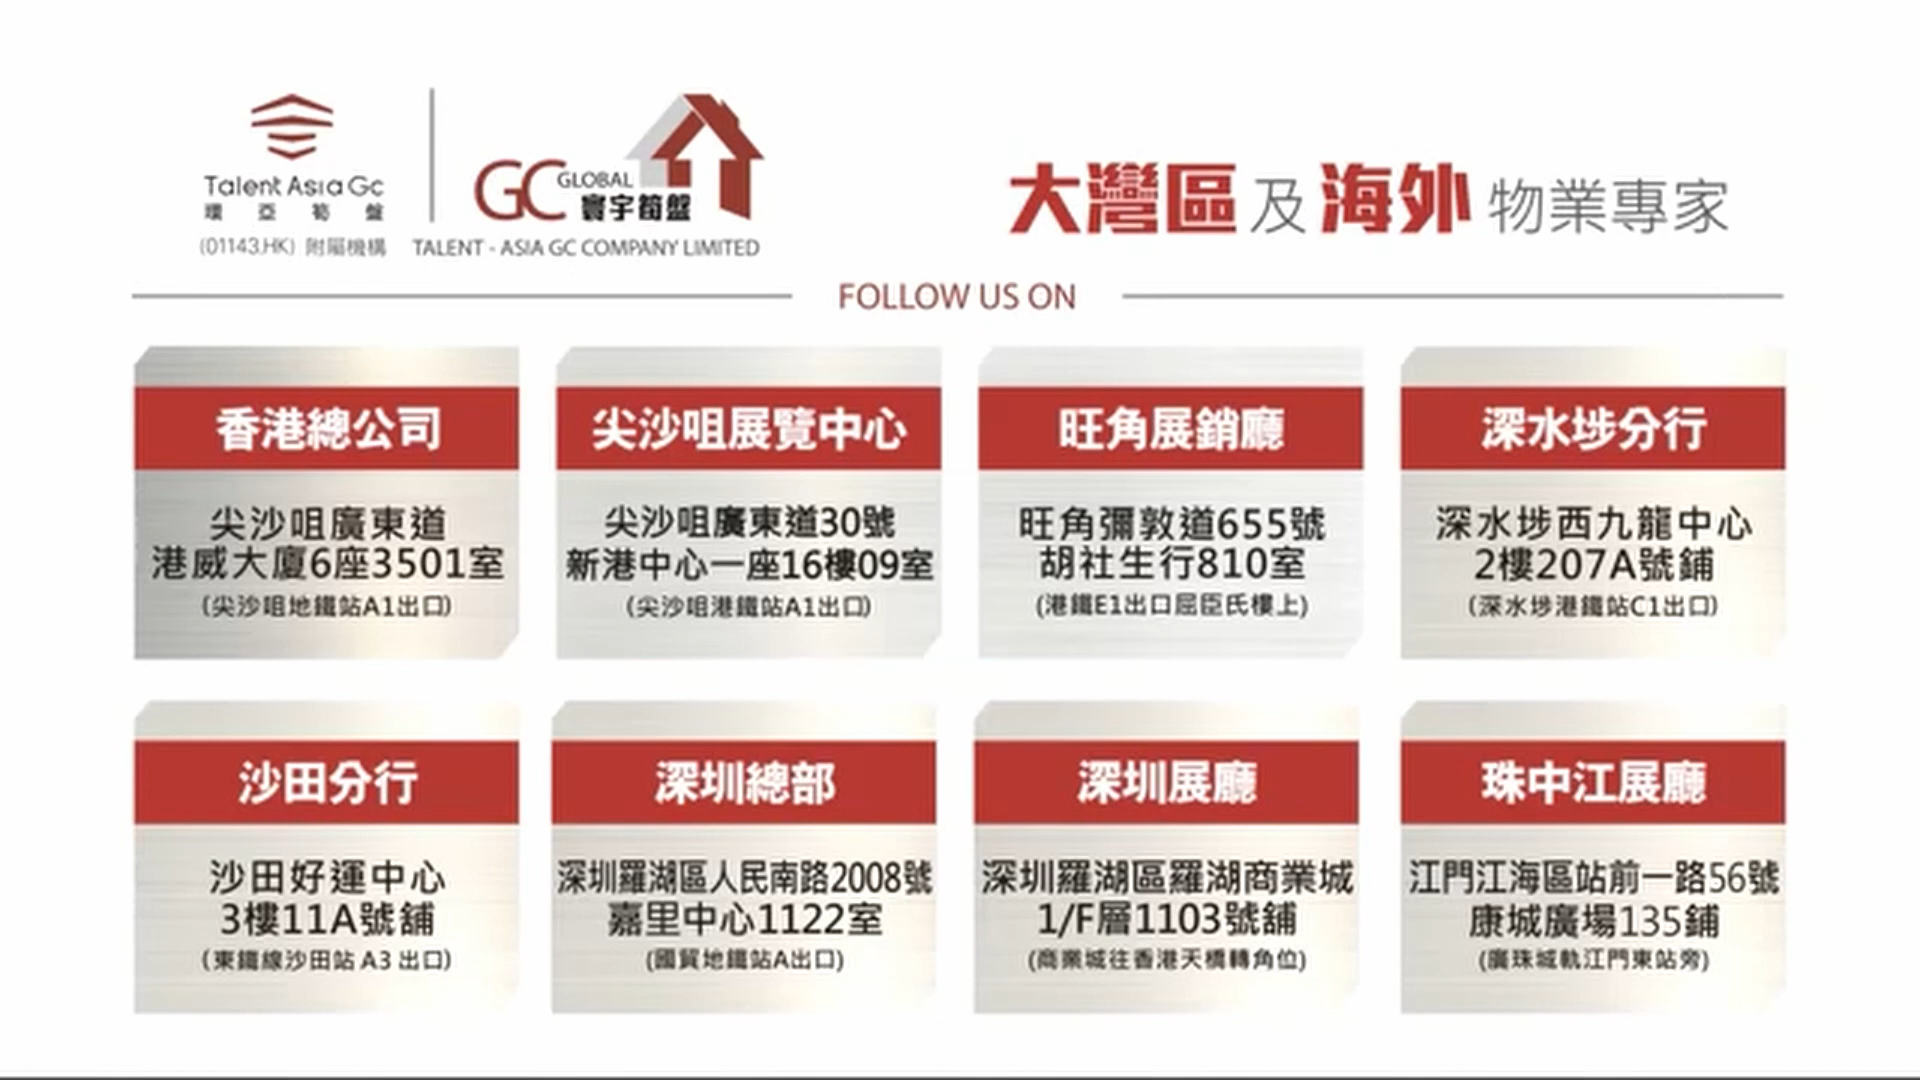 Talent Asia Gc
環亞筍盤
(01143.HK) 附屬機構
GC GLOBAL
寰宇筍盤
TALENT - ASIA GC COMPANY LIMITED
大灣區及海外物業專家
FOLLOW US ON
香港總公司
尖沙咀廣東道
港威大廈6座3501室
(尖沙咀地鐵站A1出口)
尖沙咀展覽中心
尖沙咀廣東道30號
新港中心一座16樓09室
(尖沙咀港鐵站A1出口)
旺角展銷廳
旺角彌敦道655號
胡社生行810室
(港鐵E1出口屈臣氏樓上)
深水埗分行
深水埗西九龍中心
2樓207A號鋪
(深水埗港鐵站C1出口)
沙田分行
沙田好運中心
3樓11A號舖
(東鐵線沙田站 A3 出口)
深圳總部
深圳羅湖區人民南路2008號
嘉里中心1122室
(國貿地鐵站A出口)
深圳展廳
深圳羅湖區羅湖商業城
1/F層1103號舖
(商業城往香港天橋轉角位)
珠中江展廳
江門江海區站前一路56號
康城廣場135鋪
(廣珠城軌江門東站旁)